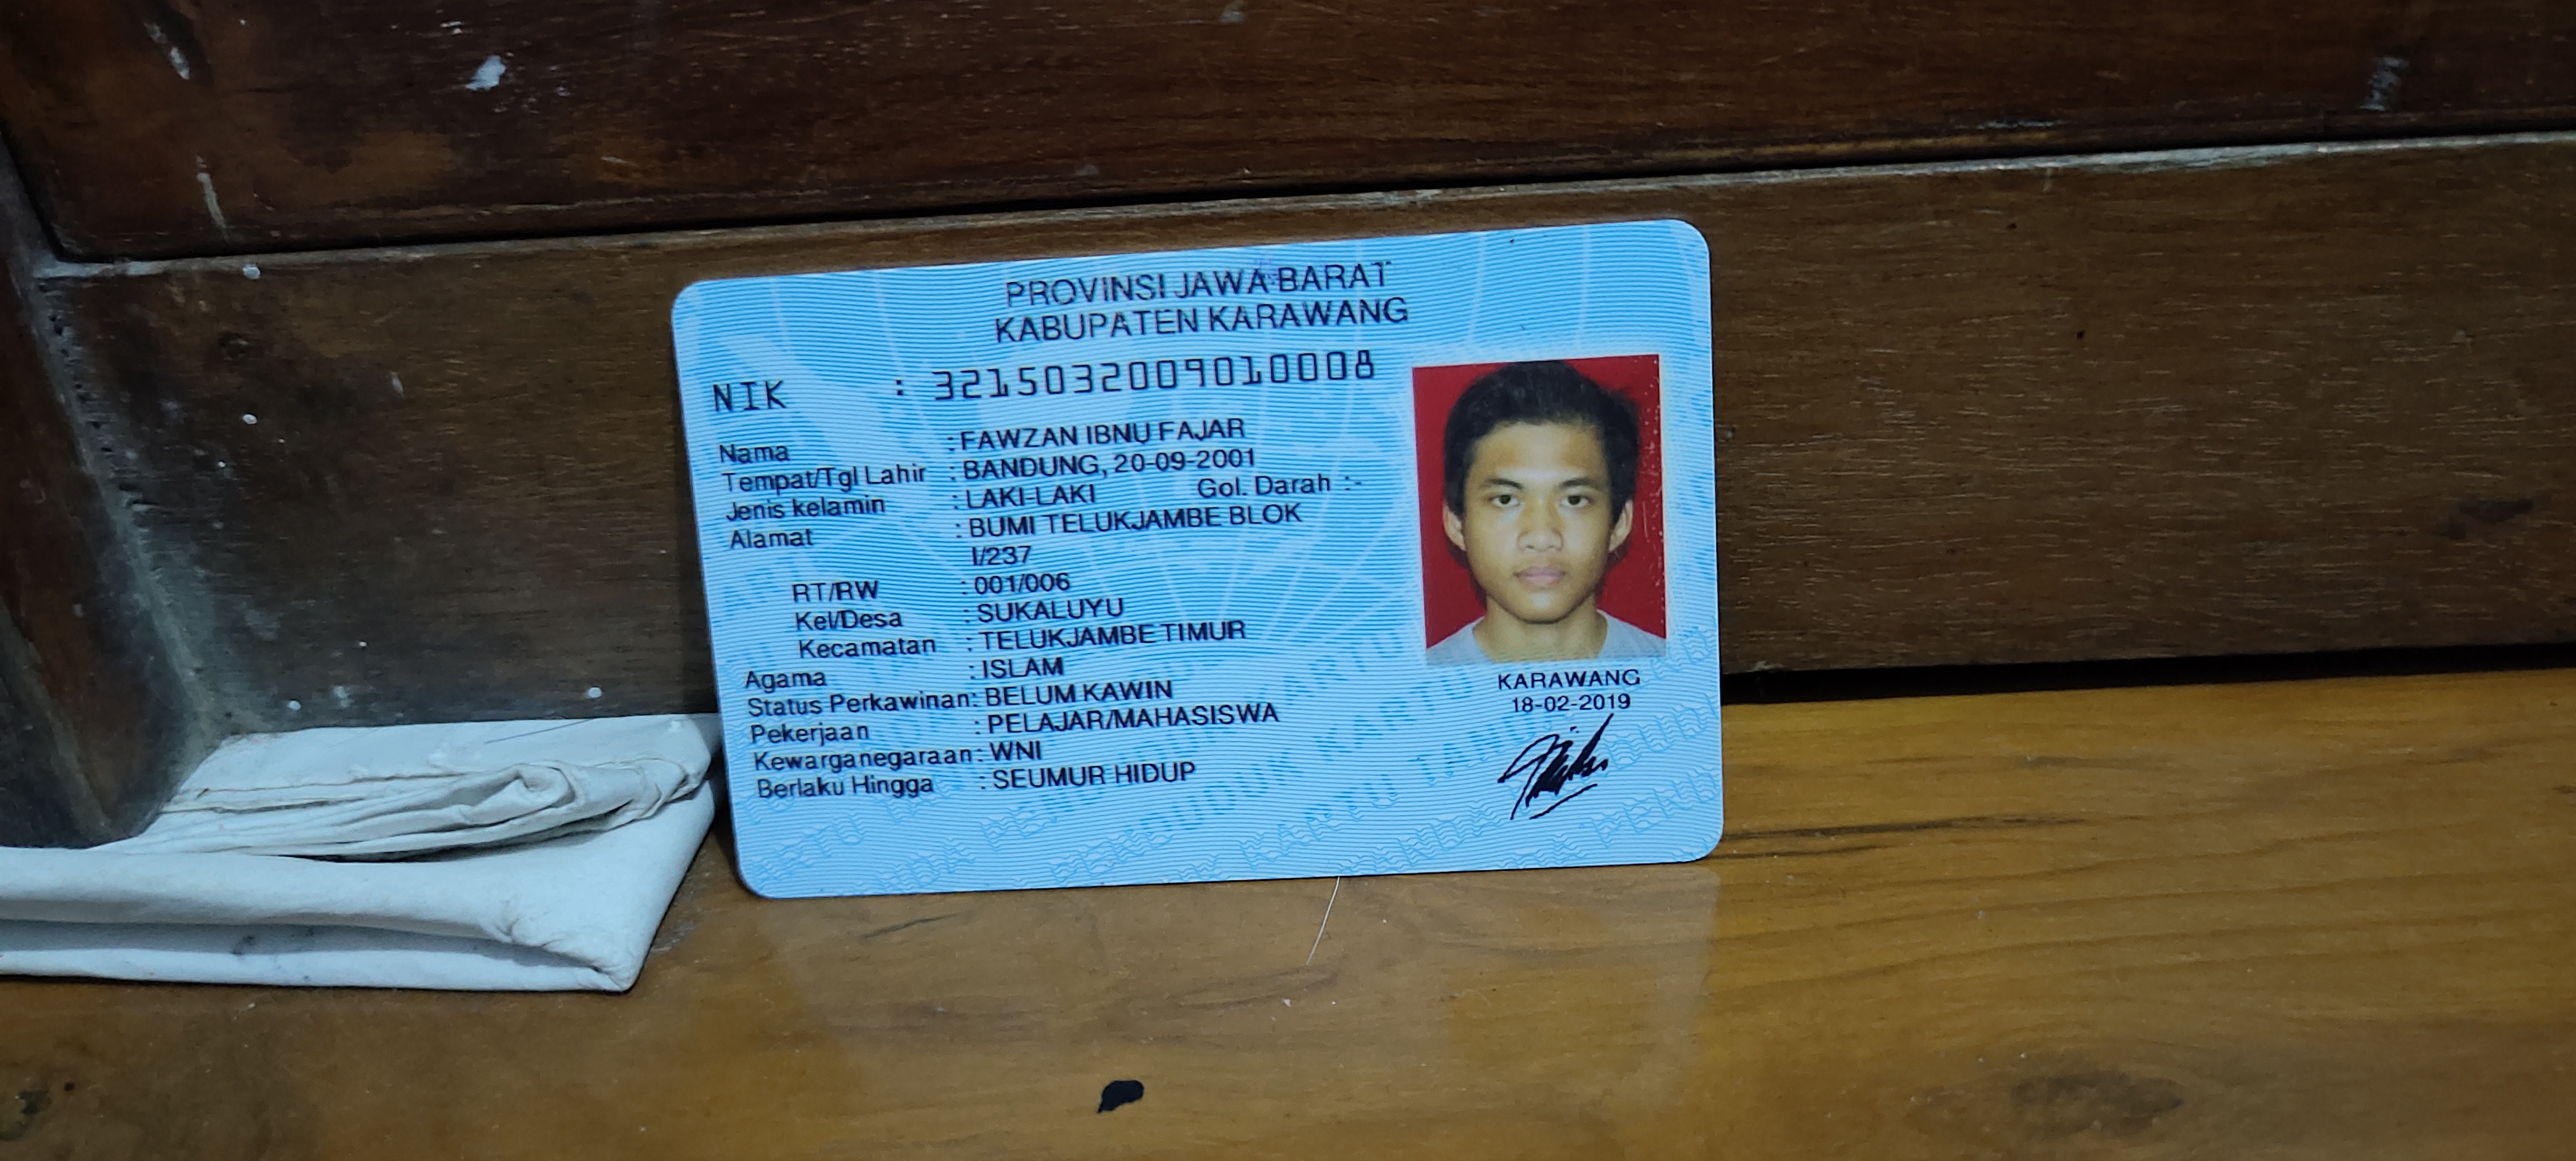 PROVINSI JAWA BARAT
KABUPATEN KARAWANG
NIK : 3215032009010008
Nama : FAWZAN IBNU FAJAR
Tempat/Tgl Lahir : BANDUNG, 20-09-2001
Jenis kelamin : LAKI-LAKI Gol. Darah :-
Alamat : BUMI TELUKJAMBE BLOK
I/237
RT/RW : 001/006
Kel/Desa : SUKALUYU
Kecamatan : TELUKJAMBE TIMUR
Agama : ISLAM
Status Perkawinan: BELUM KAWIN
Pekerjaan : PELAJAR/MAHASISWA
Kewarganegaraan: WNI
Berlaku Hingga : SEUMUR HIDUP
KARAWANG
18-02-2019